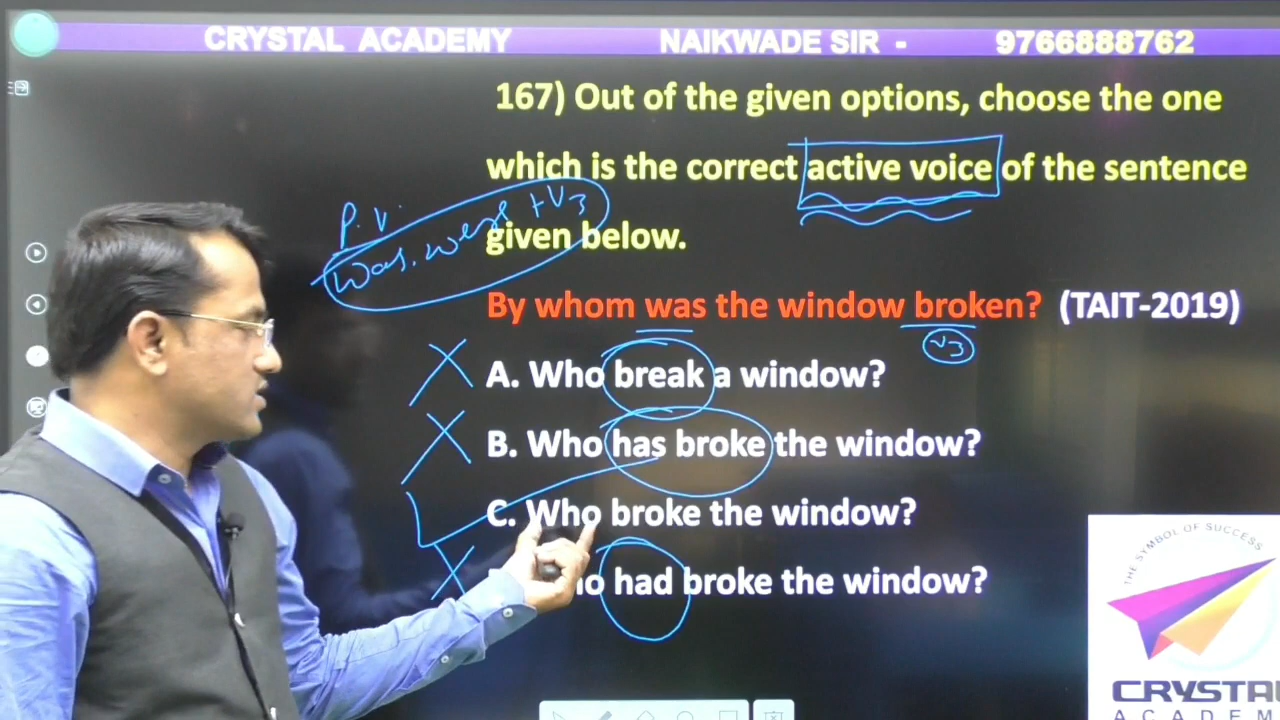 CRYSTAL ACADEMY NAIKWADE SIR - 9766888762
167) Out of the given options, choose the one
which is the correct active voice of the sentence
given below.
P.V.
was. were +V3
By whom was the window broken? (TAIT-2019)
V3
A. Who break a window?
B. Who has broke the window?
C. Who broke the window?
had broke the window?
THE SYMBOL OF SUCCESS
CRYSTA
ACADEM